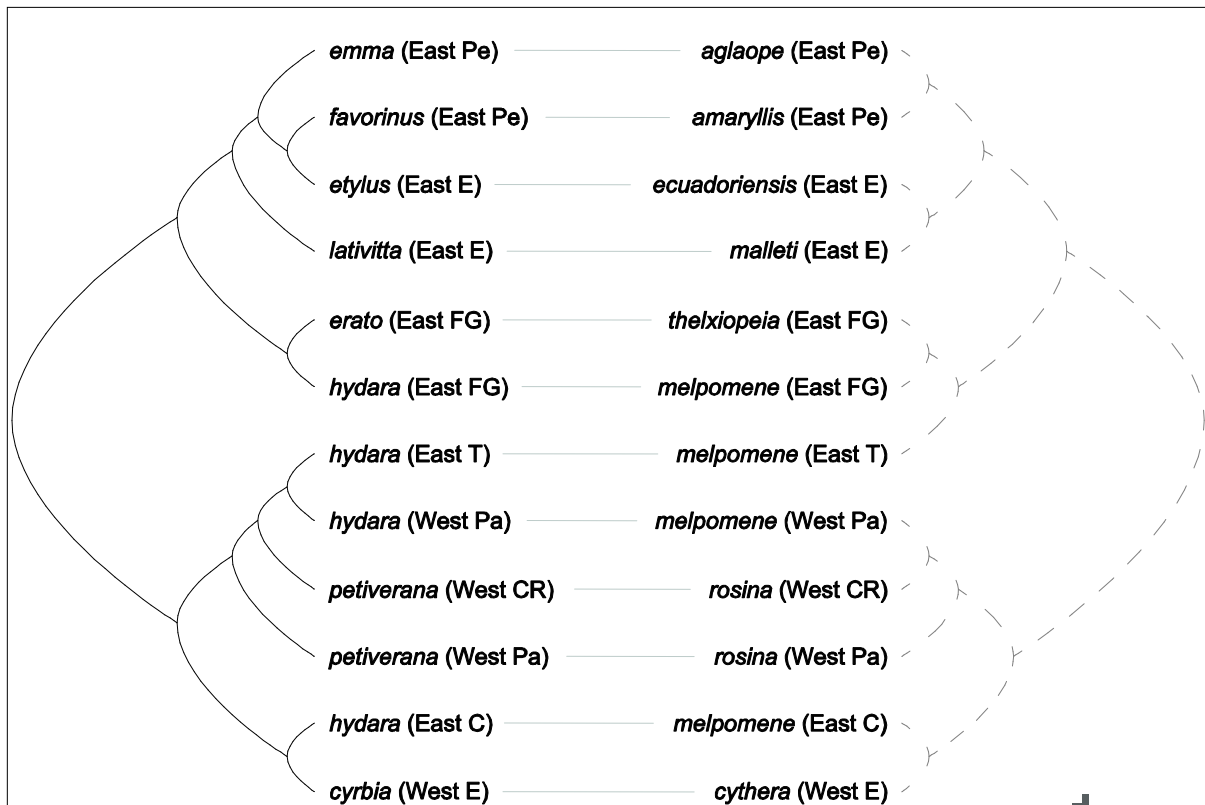 emma (East Pe) aglaope (East Pe)
favorinus (East Pe) amaryllis (East Pe)
etylus (East E) ecuadoriensis (East E)
lativitta (East E) malleti (East E)
erato (East FG) thelxiopeia (East FG)
hydara (East FG) melpomene (East FG)
hydara (East T) melpomene (East T)
hydara (West Pa) melpomene (West Pa)
petiverana (West CR) rosina (West CR)
petiverana (West Pa) rosina (West Pa)
hydara (East C) melpomene (East C)
cyrbia (West E) cythera (West E)